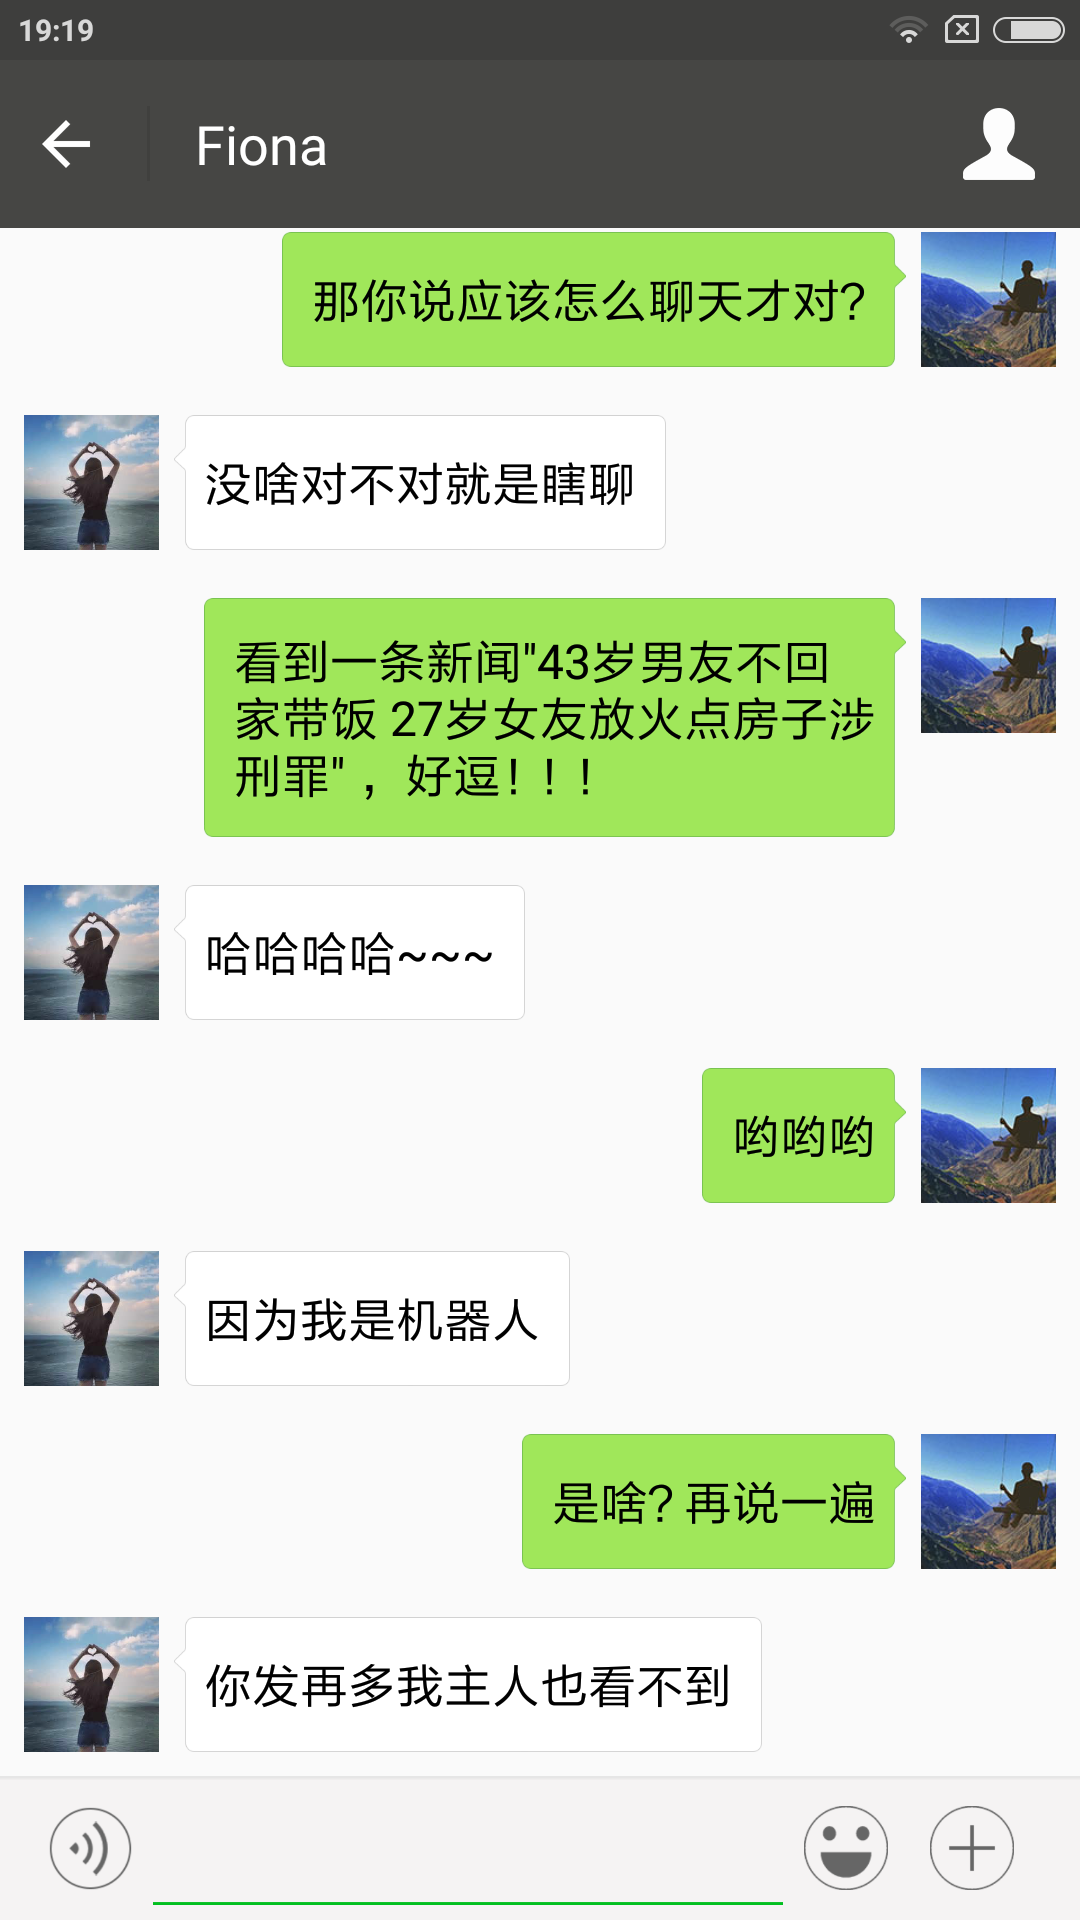 19:19
Fiona
那你说应该怎么聊天才对?
没啥对不对就是瞎聊
看到一条新闻"43岁男友不回
家带饭 27岁女友放火点房子涉
刑罪"，好逗！！！
哈哈哈哈~~~
哟哟哟
因为我是机器人
是啥? 再说一遍
你发再多我主人也看不到